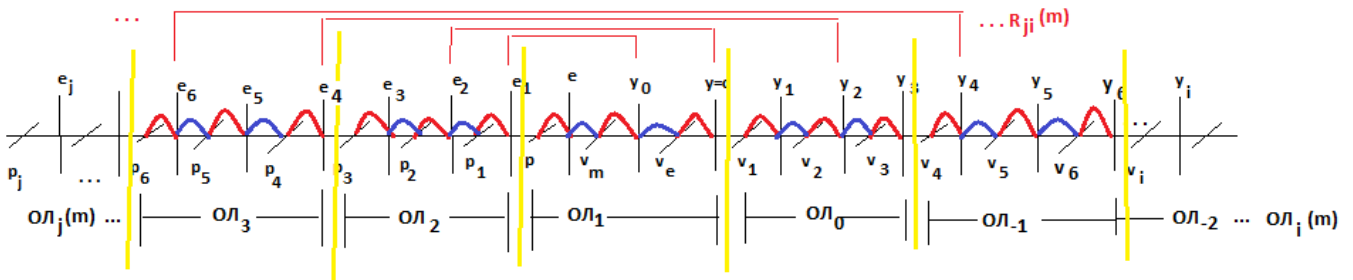 ... ... R_ji (m)
e_j e_6 e_5 e_4 e_3 e_2 e_1 e y_0 y_1 y_2 y_3 y_4 y_5 y_6 .. y_i
p_j ... p_6 p_5 p_4 p_3 p_2 p_1 p v_m v_e v_1 v_2 v_3 v_4 v_5 v_6 v_i
ОЛ_j(m) ... ОЛ_3 ОЛ_2 ОЛ_1 ОЛ_0 ОЛ_-1 ОЛ_-2 ... ОЛ_i (m)